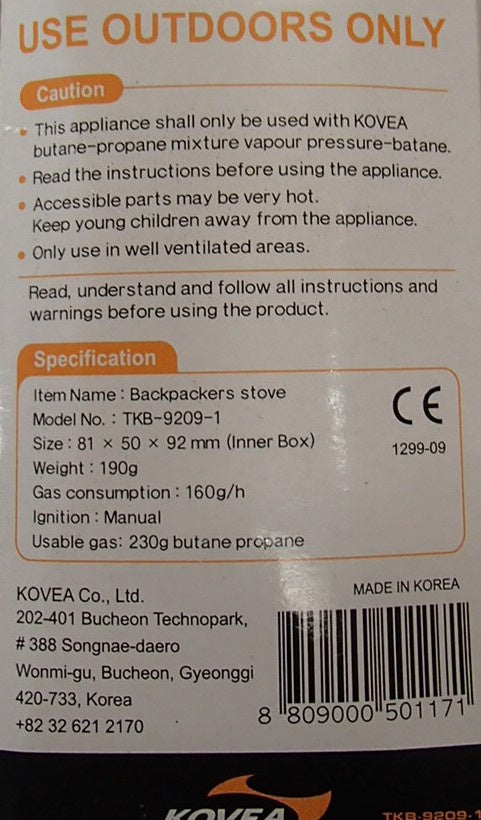 USE OUTDOORS ONLY
Caution
• This appliance shall only be used with KOVEA
butane-propane mixture vapour pressure-batane.
• Read the instructions before using the appliance.
• Accessible parts may be very hot.
Keep young children away from the appliance.
• Only use in well ventilated areas.
Read, understand and follow all instructions and
warnings before using the product.
Specification
Item Name : Backpackers stove
Model No. : TKB-9209-1
Size : 81 × 50 × 92 mm (Inner Box)
Weight : 190g
Gas consumption : 160g/h
Ignition : Manual
Usable gas: 230g butane propane
CE
1299-09
KOVEA Co., Ltd.
202-401 Bucheon Technopark,
# 388 Songnae-daero
Wonmi-gu, Bucheon, Gyeonggi
420-733, Korea
+82 32 621 2170
MADE IN KOREA
8 809000 501171
KOVEA
TKB-9209-1